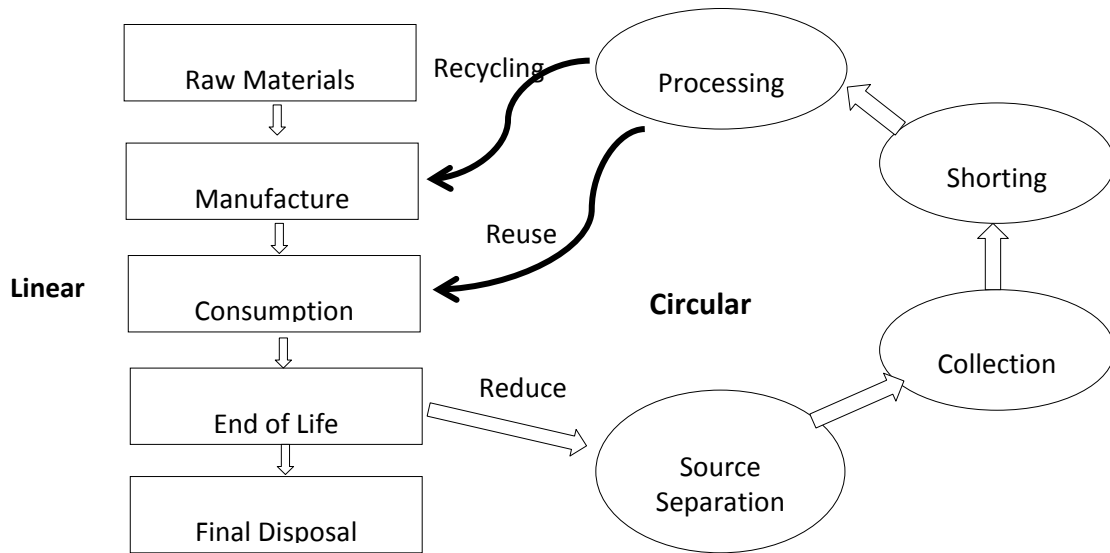 Raw Materials
Recycling
Processing
Manufacture
Shorting
Reuse
Linear
Consumption
Circular
Collection
Reduce
End of Life
Source
Separation
Final Disposal